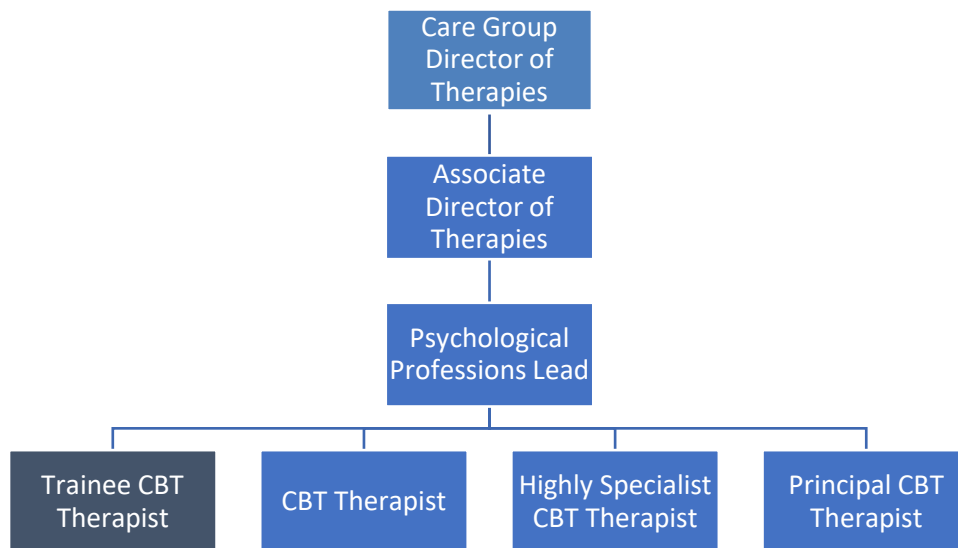 Care Group
Director of
Therapies
Associate
Director of
Therapies
Psychological
Professions Lead
Trainee CBT
Therapist
CBT Therapist
Highly Specialist
CBT Therapist
Principal CBT
Therapist